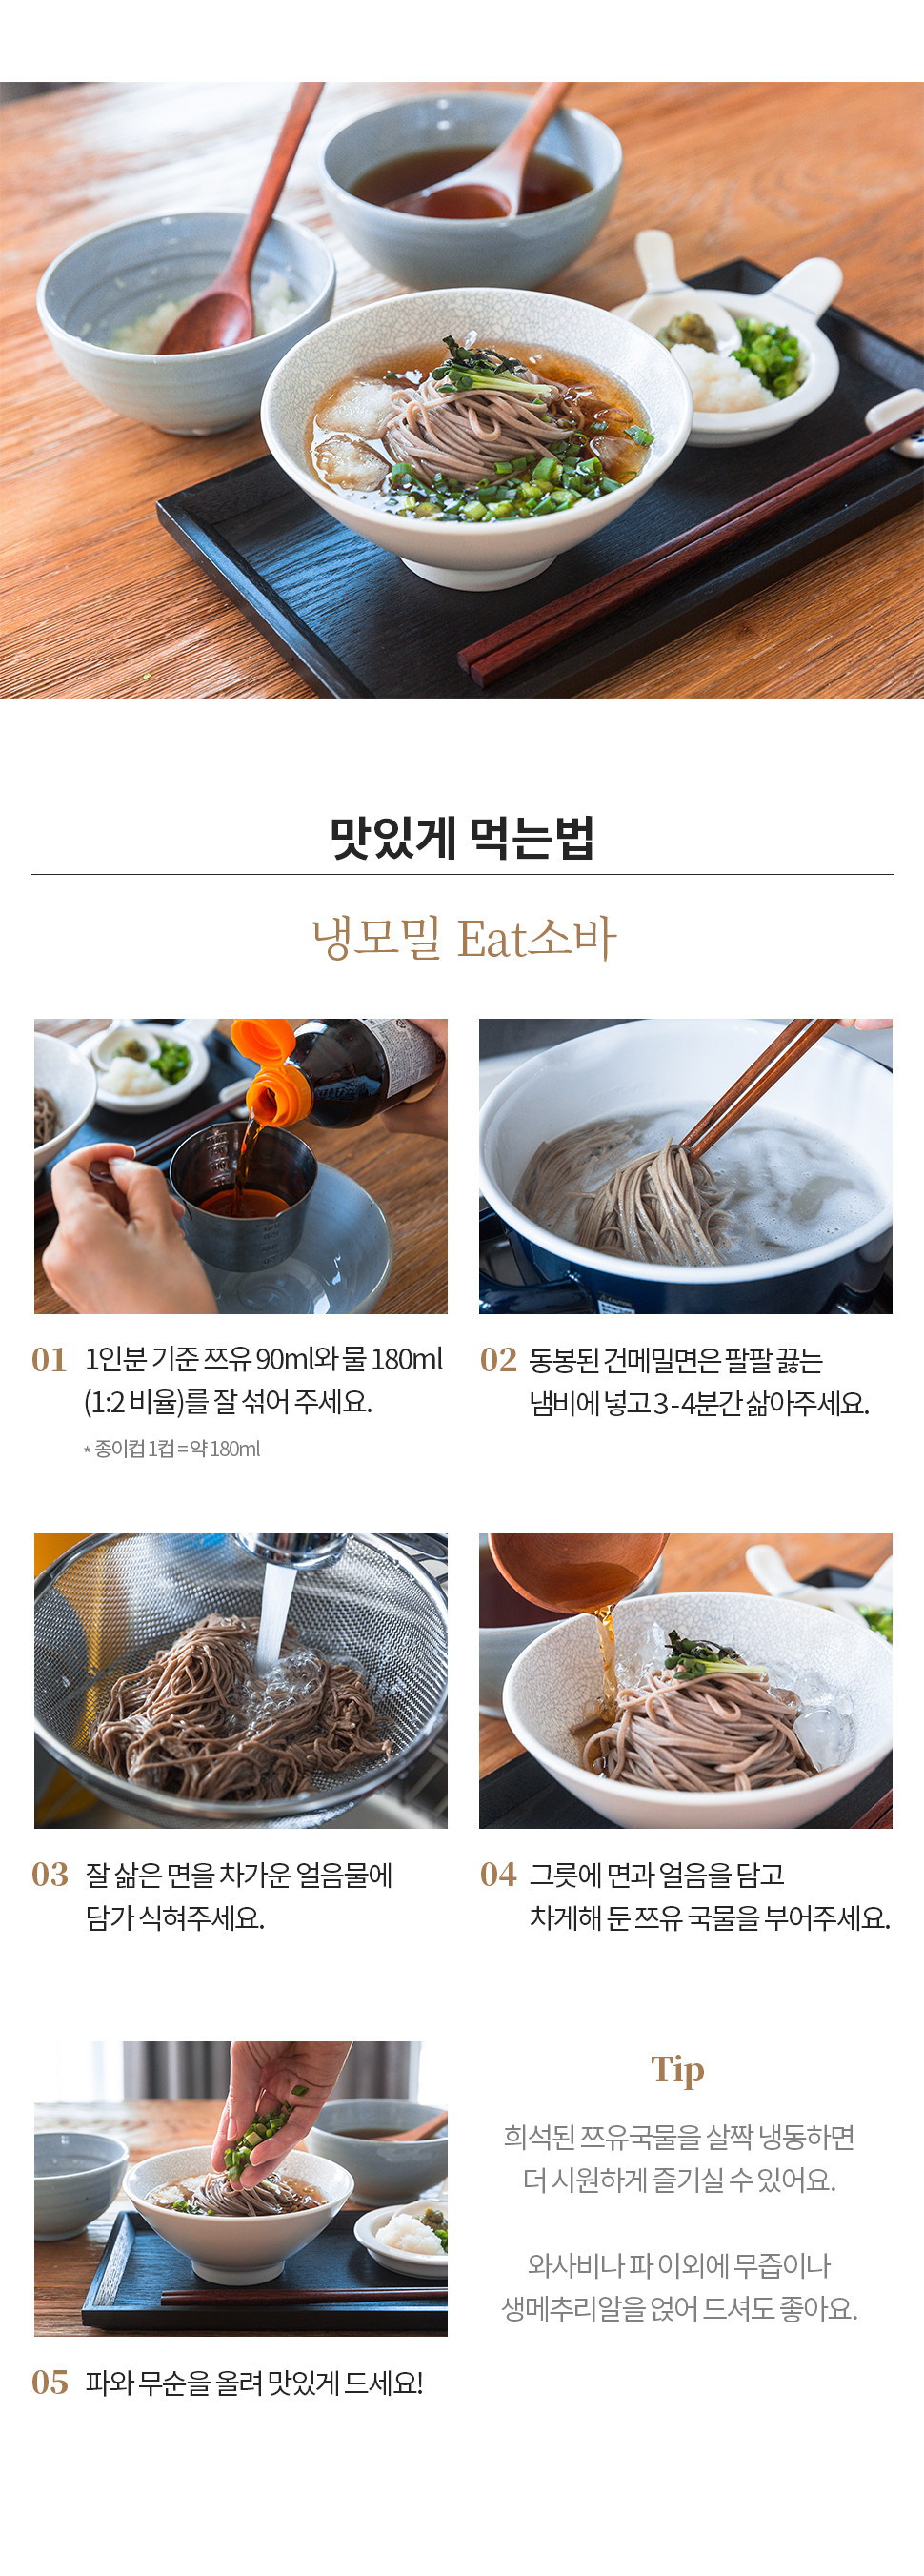 맛있게 먹는법
냉모밀 Eat소바
01 1인분 기준 쯔유 90ml와 물 180ml
(1:2 비율)를 잘 섞어 주세요.
* 종이컵 1컵 = 약 180ml
02 동봉된 건메밀면은 팔팔 끓는
냄비에 넣고 3 - 4분간 삶아주세요.
03 잘 삶은 면을 차가운 얼음물에
담가 식혀주세요.
04 그릇에 면과 얼음을 담고
차게해 둔 쯔유 국물을 부어주세요.
05 파와 무순을 올려 맛있게 드세요!
Tip
희석된 쯔유국물을 살짝 냉동하면
더 시원하게 즐기실 수 있어요.
와사비나 파 이외에 무즙이나
생메추리알을 얹어 드셔도 좋아요.